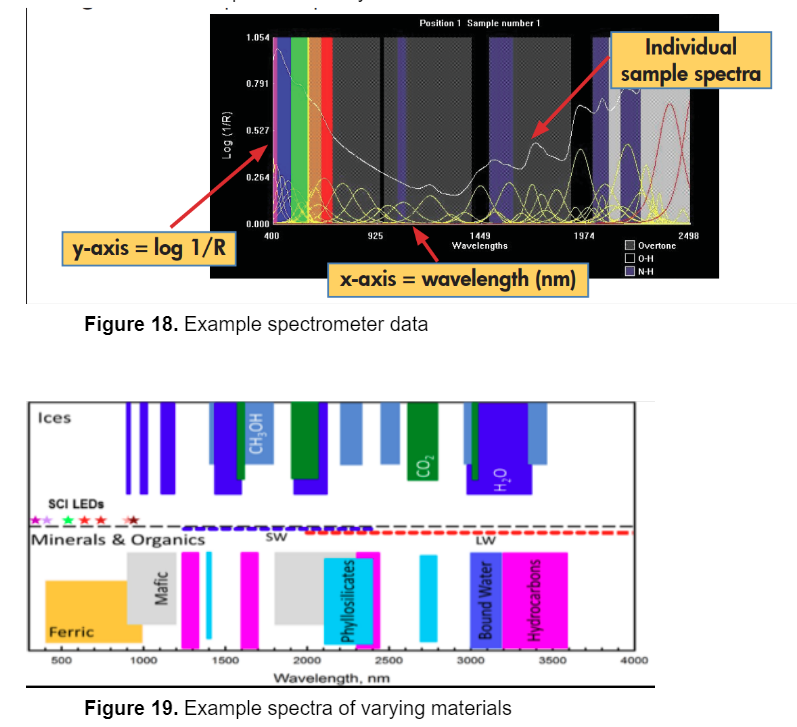 Position 1 Sample number 1
Individual
sample spectra
1.054
0.791
0.527
0.264
0.000
Log (1/R)
400
925
1449
1974
2498
Wavelengths
Overtone
O-H
N-H
y-axis = log 1/R
x-axis = wavelength (nm)
Figure 18. Example spectrometer data
Ices
CH₃OH
CO₂
H₂O
SCI LEDs
SW
LW
Minerals & Organics
Ferric
Mafic
Phyllosilicates
Bound Water
Hydrocarbons
500
1000
1500
2000
2500
3000
3500
4000
Wavelength, nm
Figure 19. Example spectra of varying materials